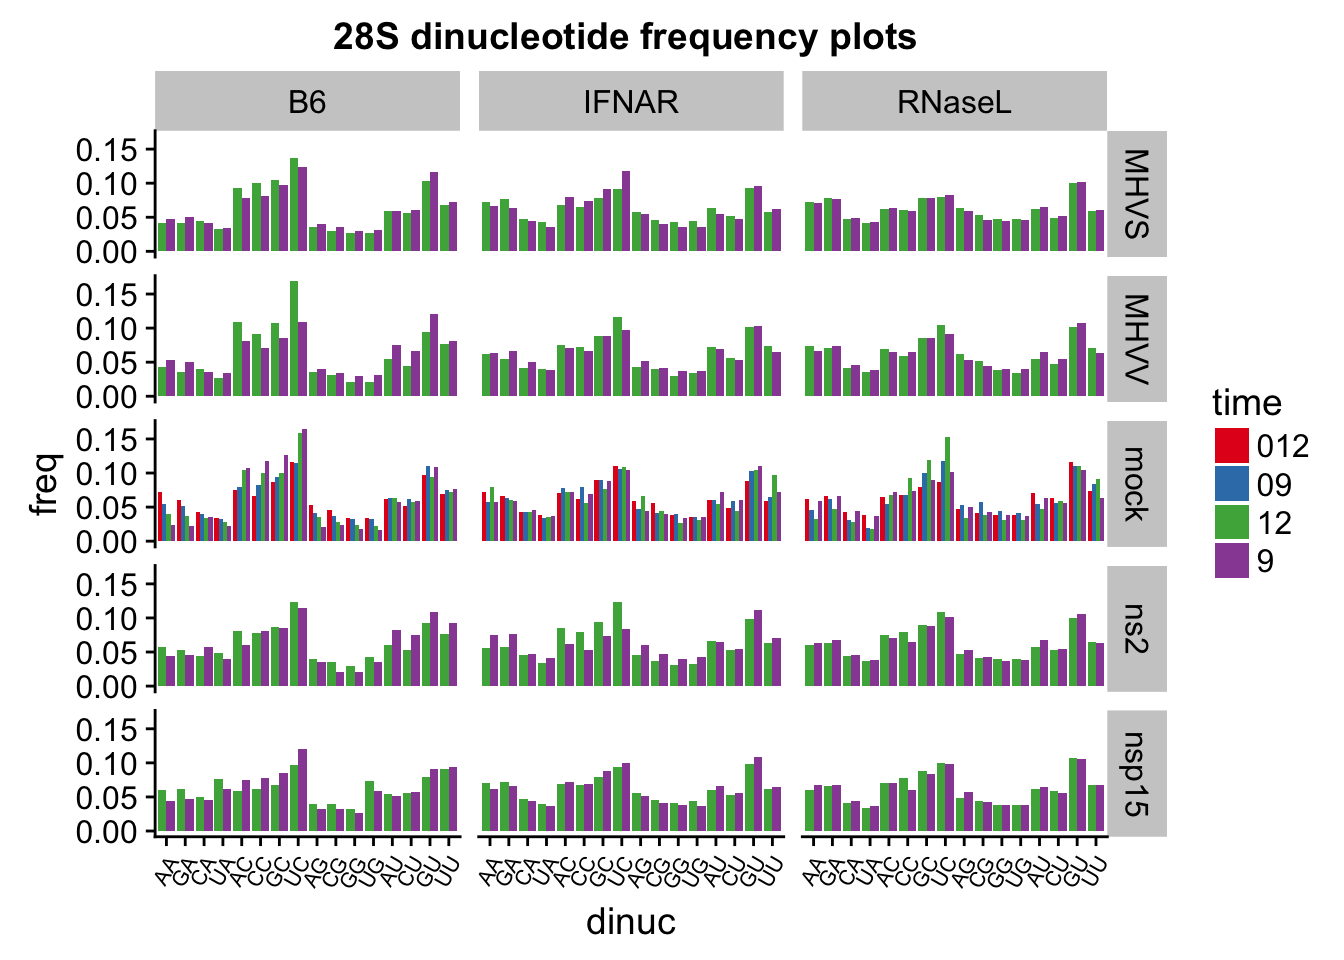 28S dinucleotide frequency plots
B6 IFNAR RNaseL
0.15
0.10
0.05
0.00
MHVS
0.15
0.10
0.05
0.00
MHVV
0.15
0.10
0.05
0.00
mock
0.15
0.10
0.05
0.00
ns2
0.15
0.10
0.05
0.00
nsp15
freq
AA GA CA UA AC CC GC UC AG CG GG UG AU CU GU UU AA GA CA UA AC CC GC UC AG CG GG UG AU CU GU UU AA GA CA UA AC CC GC UC AG CG GG UG AU CU GU UU
dinuc
time
012
09
12
9